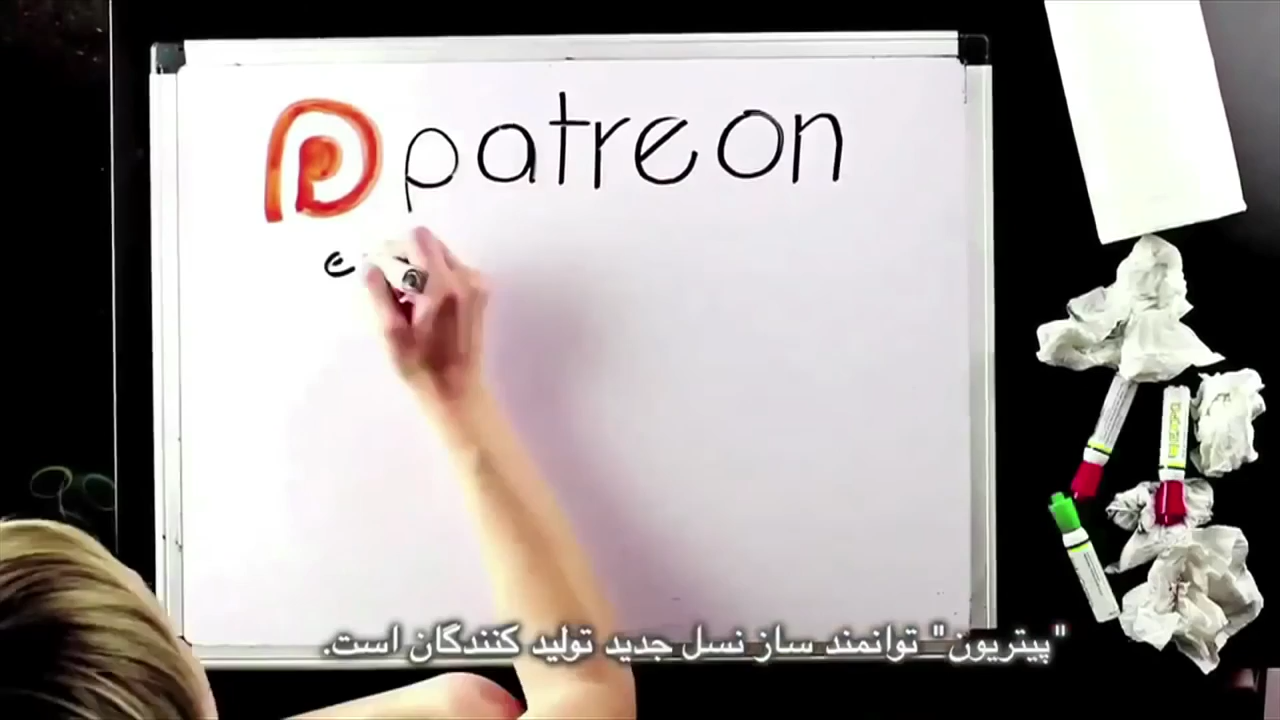 patreon
e
"پیتریون" توانمند ساز نسل جدید تولید کنندگان است.